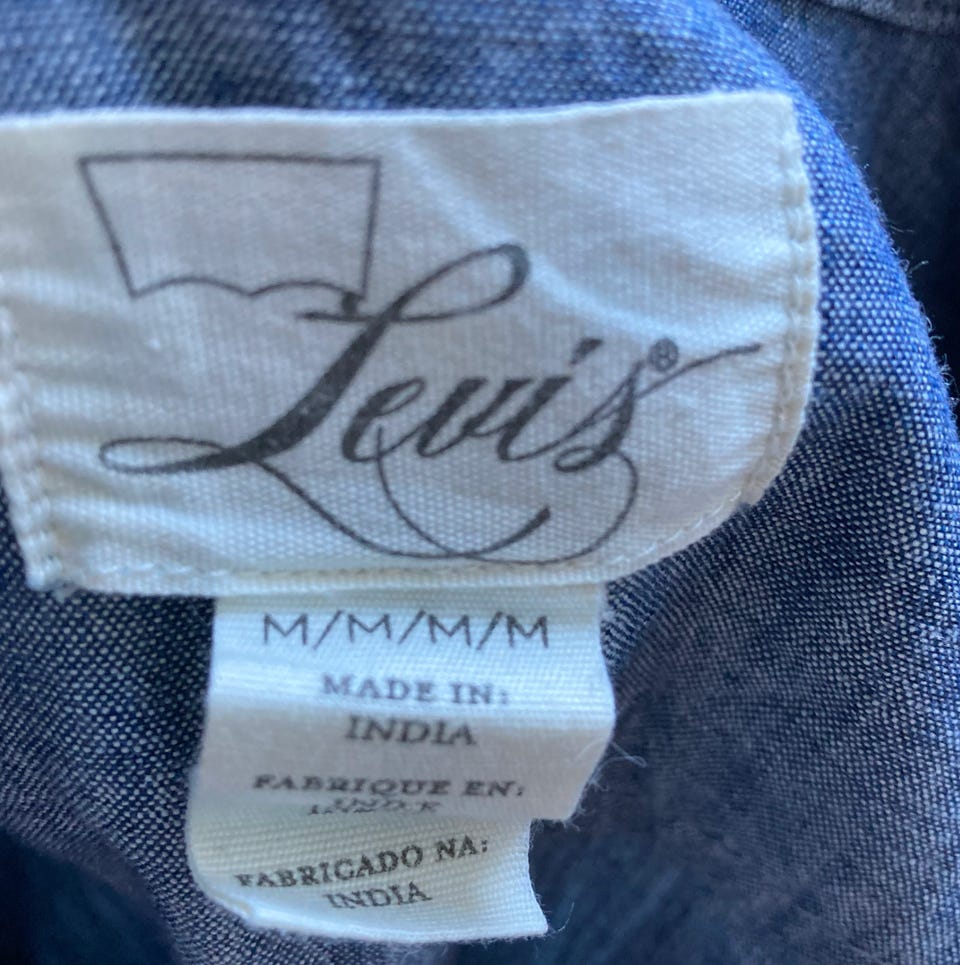 Levi's®
M/M/M/M
MADE IN:
INDIA
FABRIQUE EN:
FABRICADO NA:
INDIA